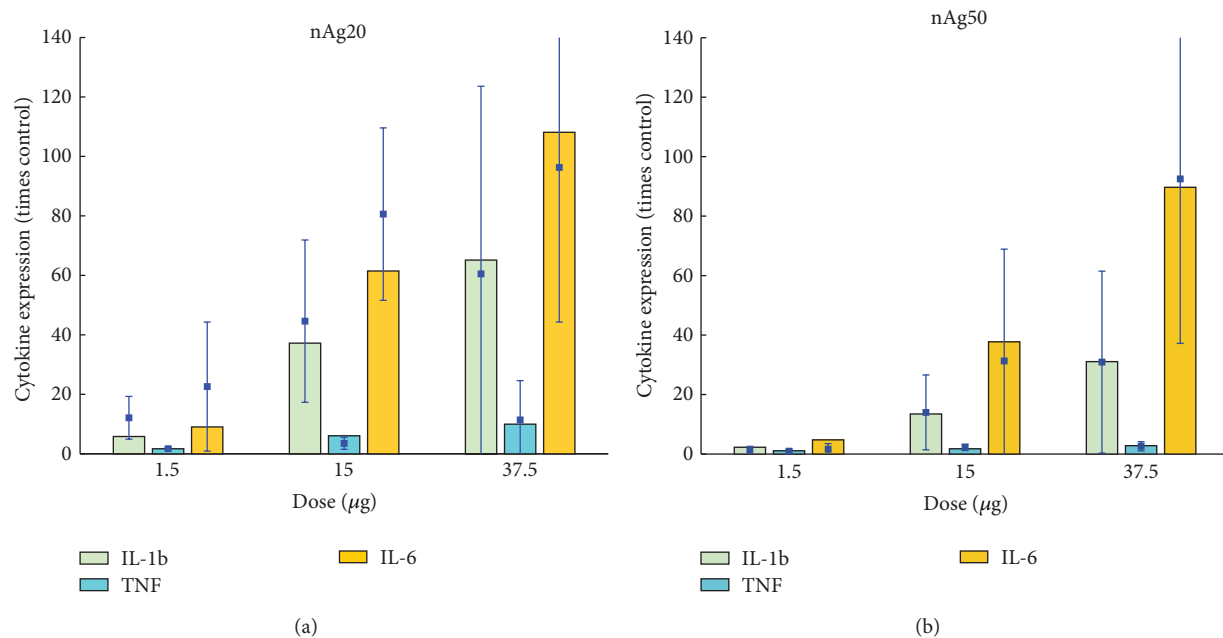 nAg20
Cytokine expression (times control)
140
120
100
80
60
40
20
0
1.5
15
37.5
Dose (μg)
IL-1b
TNF
IL-6
(a)
nAg50
Cytokine expression (times control)
140
120
100
80
60
40
20
0
1.5
15
37.5
Dose (μg)
IL-1b
TNF
IL-6
(b)